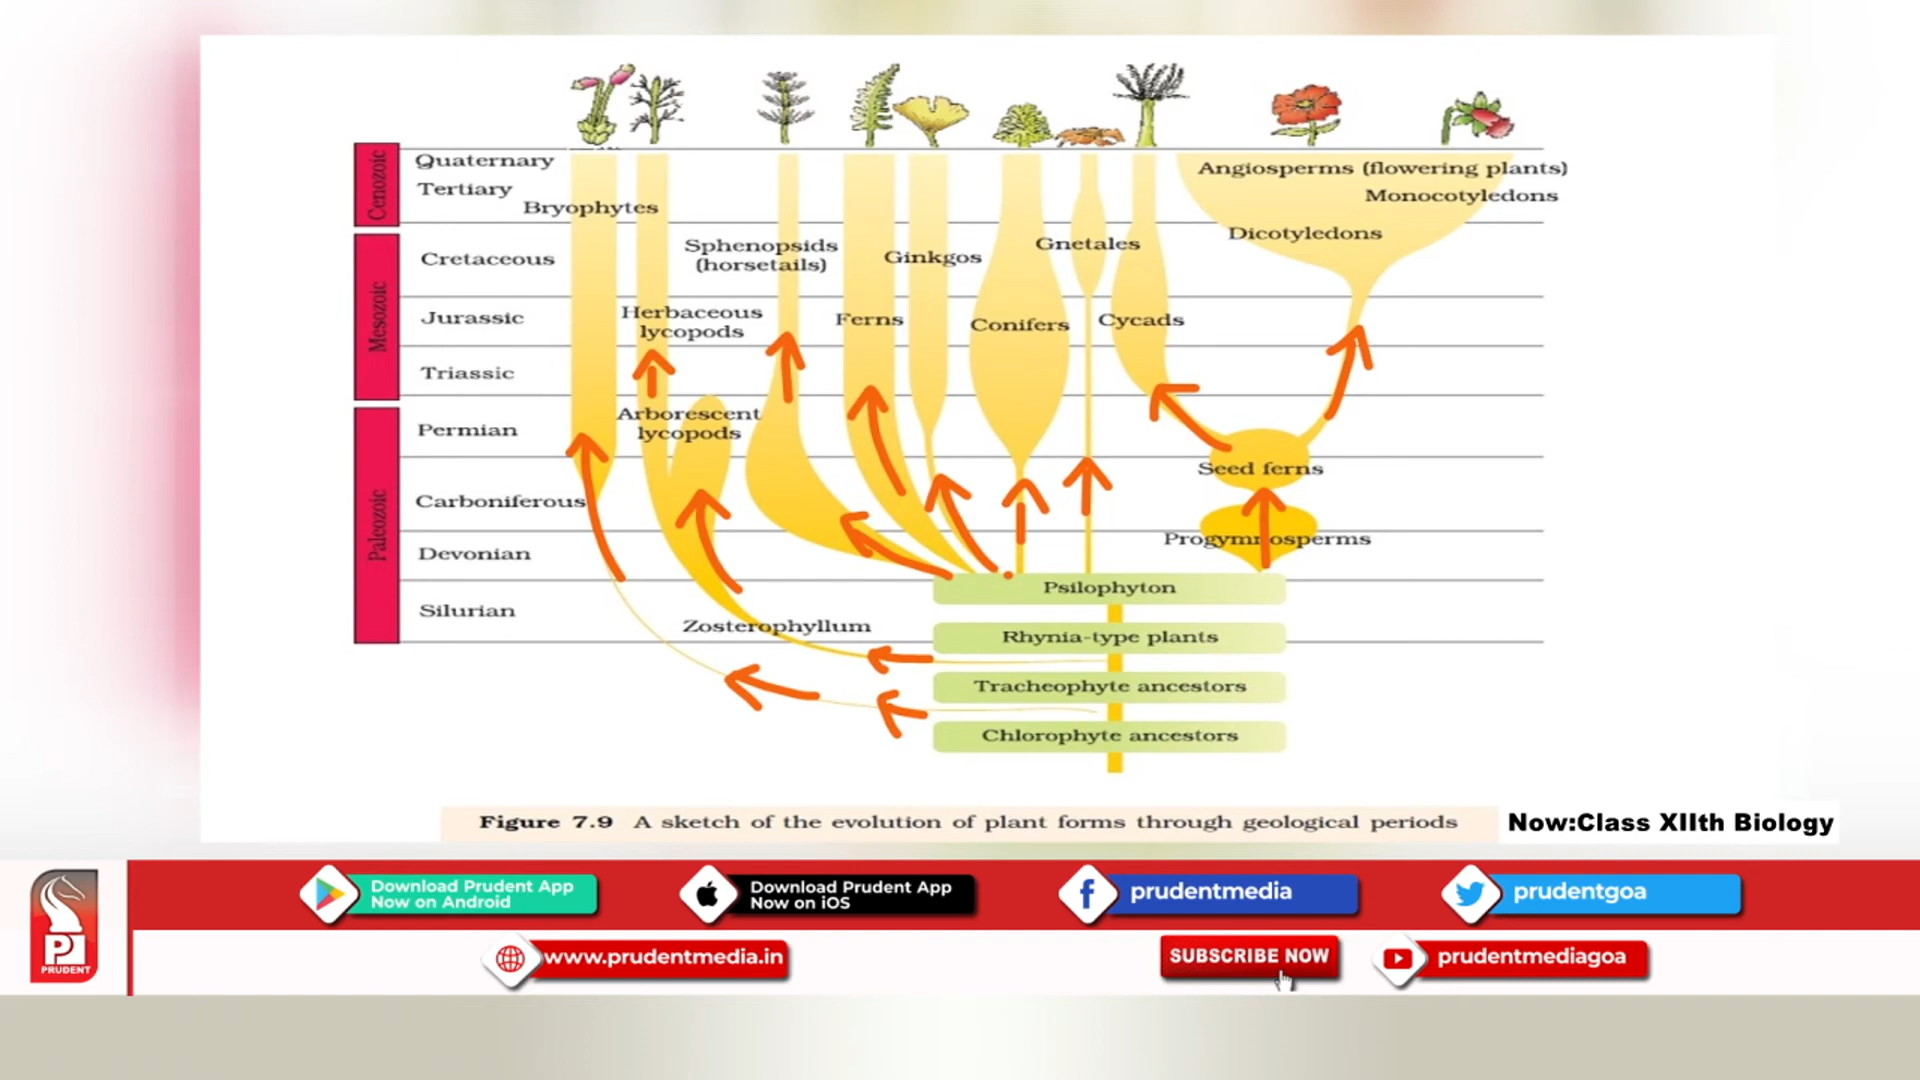 Cenozoic
Quaternary
Tertiary
Bryophytes
Angiosperms (flowering plants)
Monocotyledons
Dicotyledons
Mesozoic
Cretaceous
Jurassic
Triassic
Sphenopsids
(horsetails)
Ginkgos
Gnetales
Herbaceous
lycopods
Ferns
Conifers
Cycads
Paleozoic
Permian
Carboniferous
Devonian
Silurian
Arborescent
lycopods
Seed ferns
Progymnosperms
Psilophyton
Zosterophyllum
Rhynia-type plants
Tracheophyte ancestors
Chlorophyte ancestors
Figure 7.9 A sketch of the evolution of plant forms through geological periods
Now:Class XIIth Biology
PRUDENT
Download Prudent App
Now on Android
Download Prudent App
Now on iOS
prudentmedia
prudentgoa
www.prudentmedia.in
SUBSCRIBE NOW
prudentmediagoa